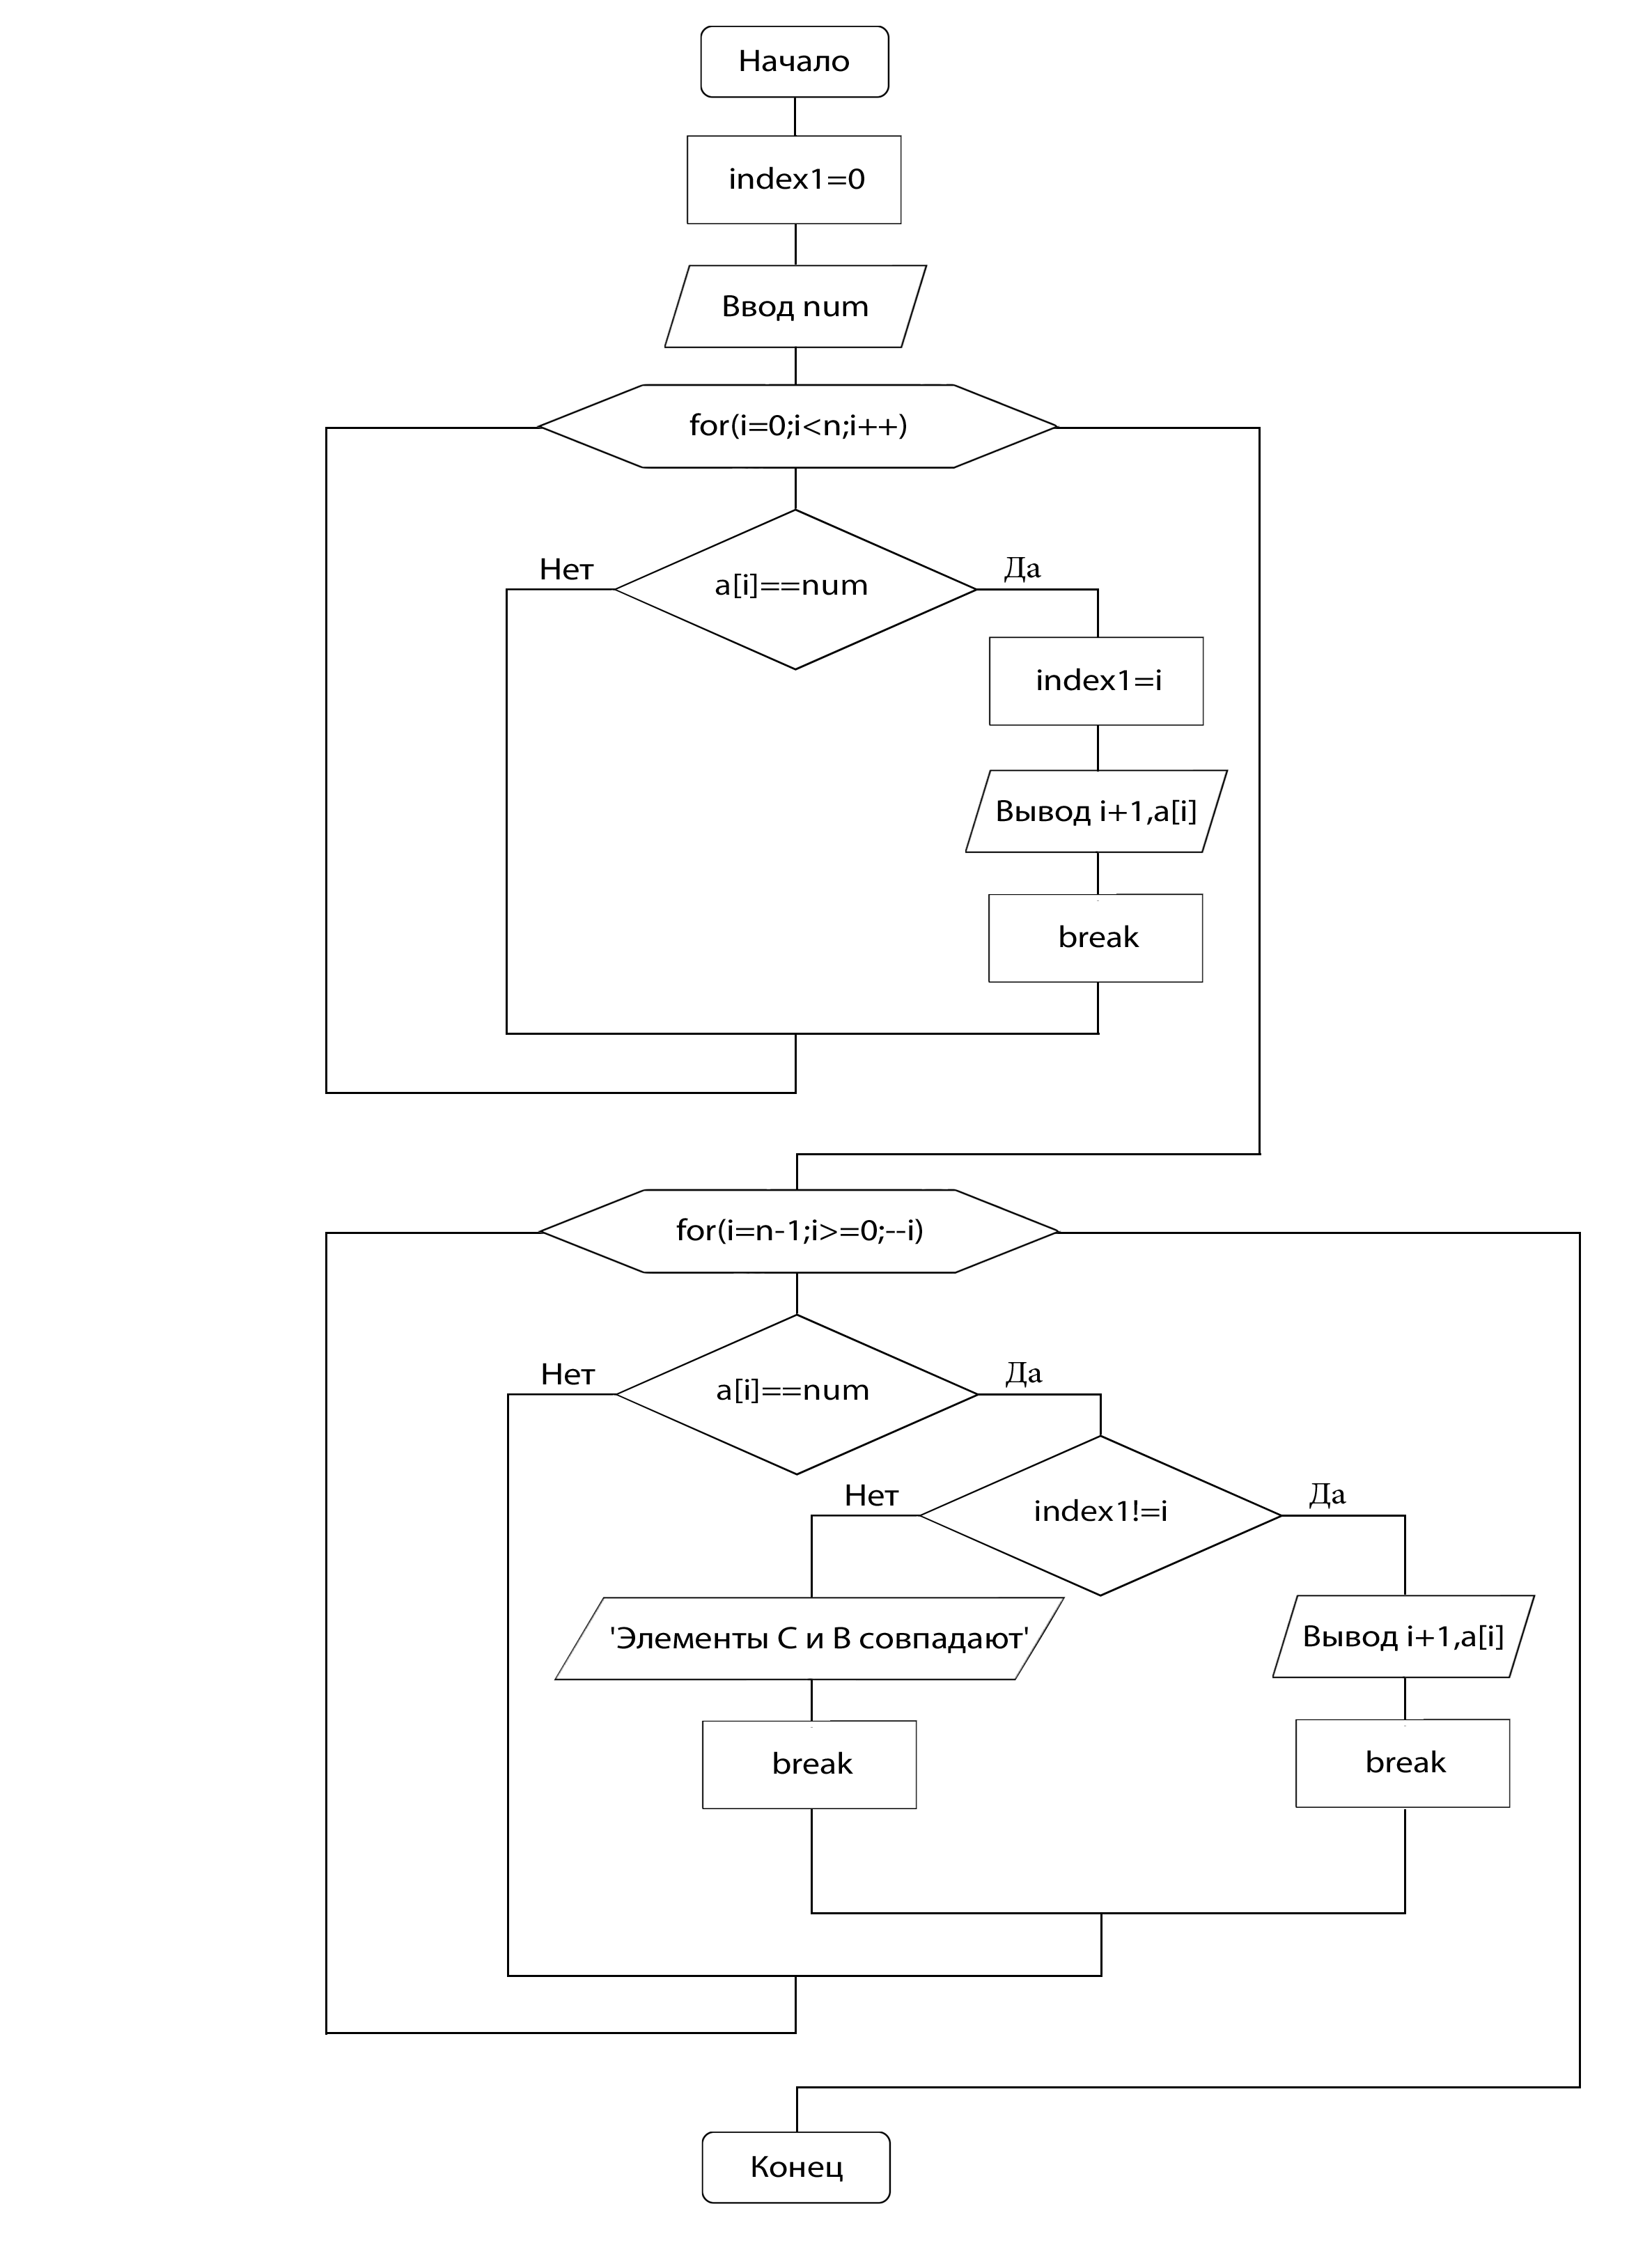 Начало
index1=0
Ввод num
for(i=0;i<n;i++)
Нет
a[i]==num
Да
index1=i
Вывод i+1,a[i]
break
for(i=n-1;i>=0;--i)
Нет
a[i]==num
Да
Нет
index1!=i
Да
'Элементы C и B совпадают'
Вывод i+1,a[i]
break
break
Конец